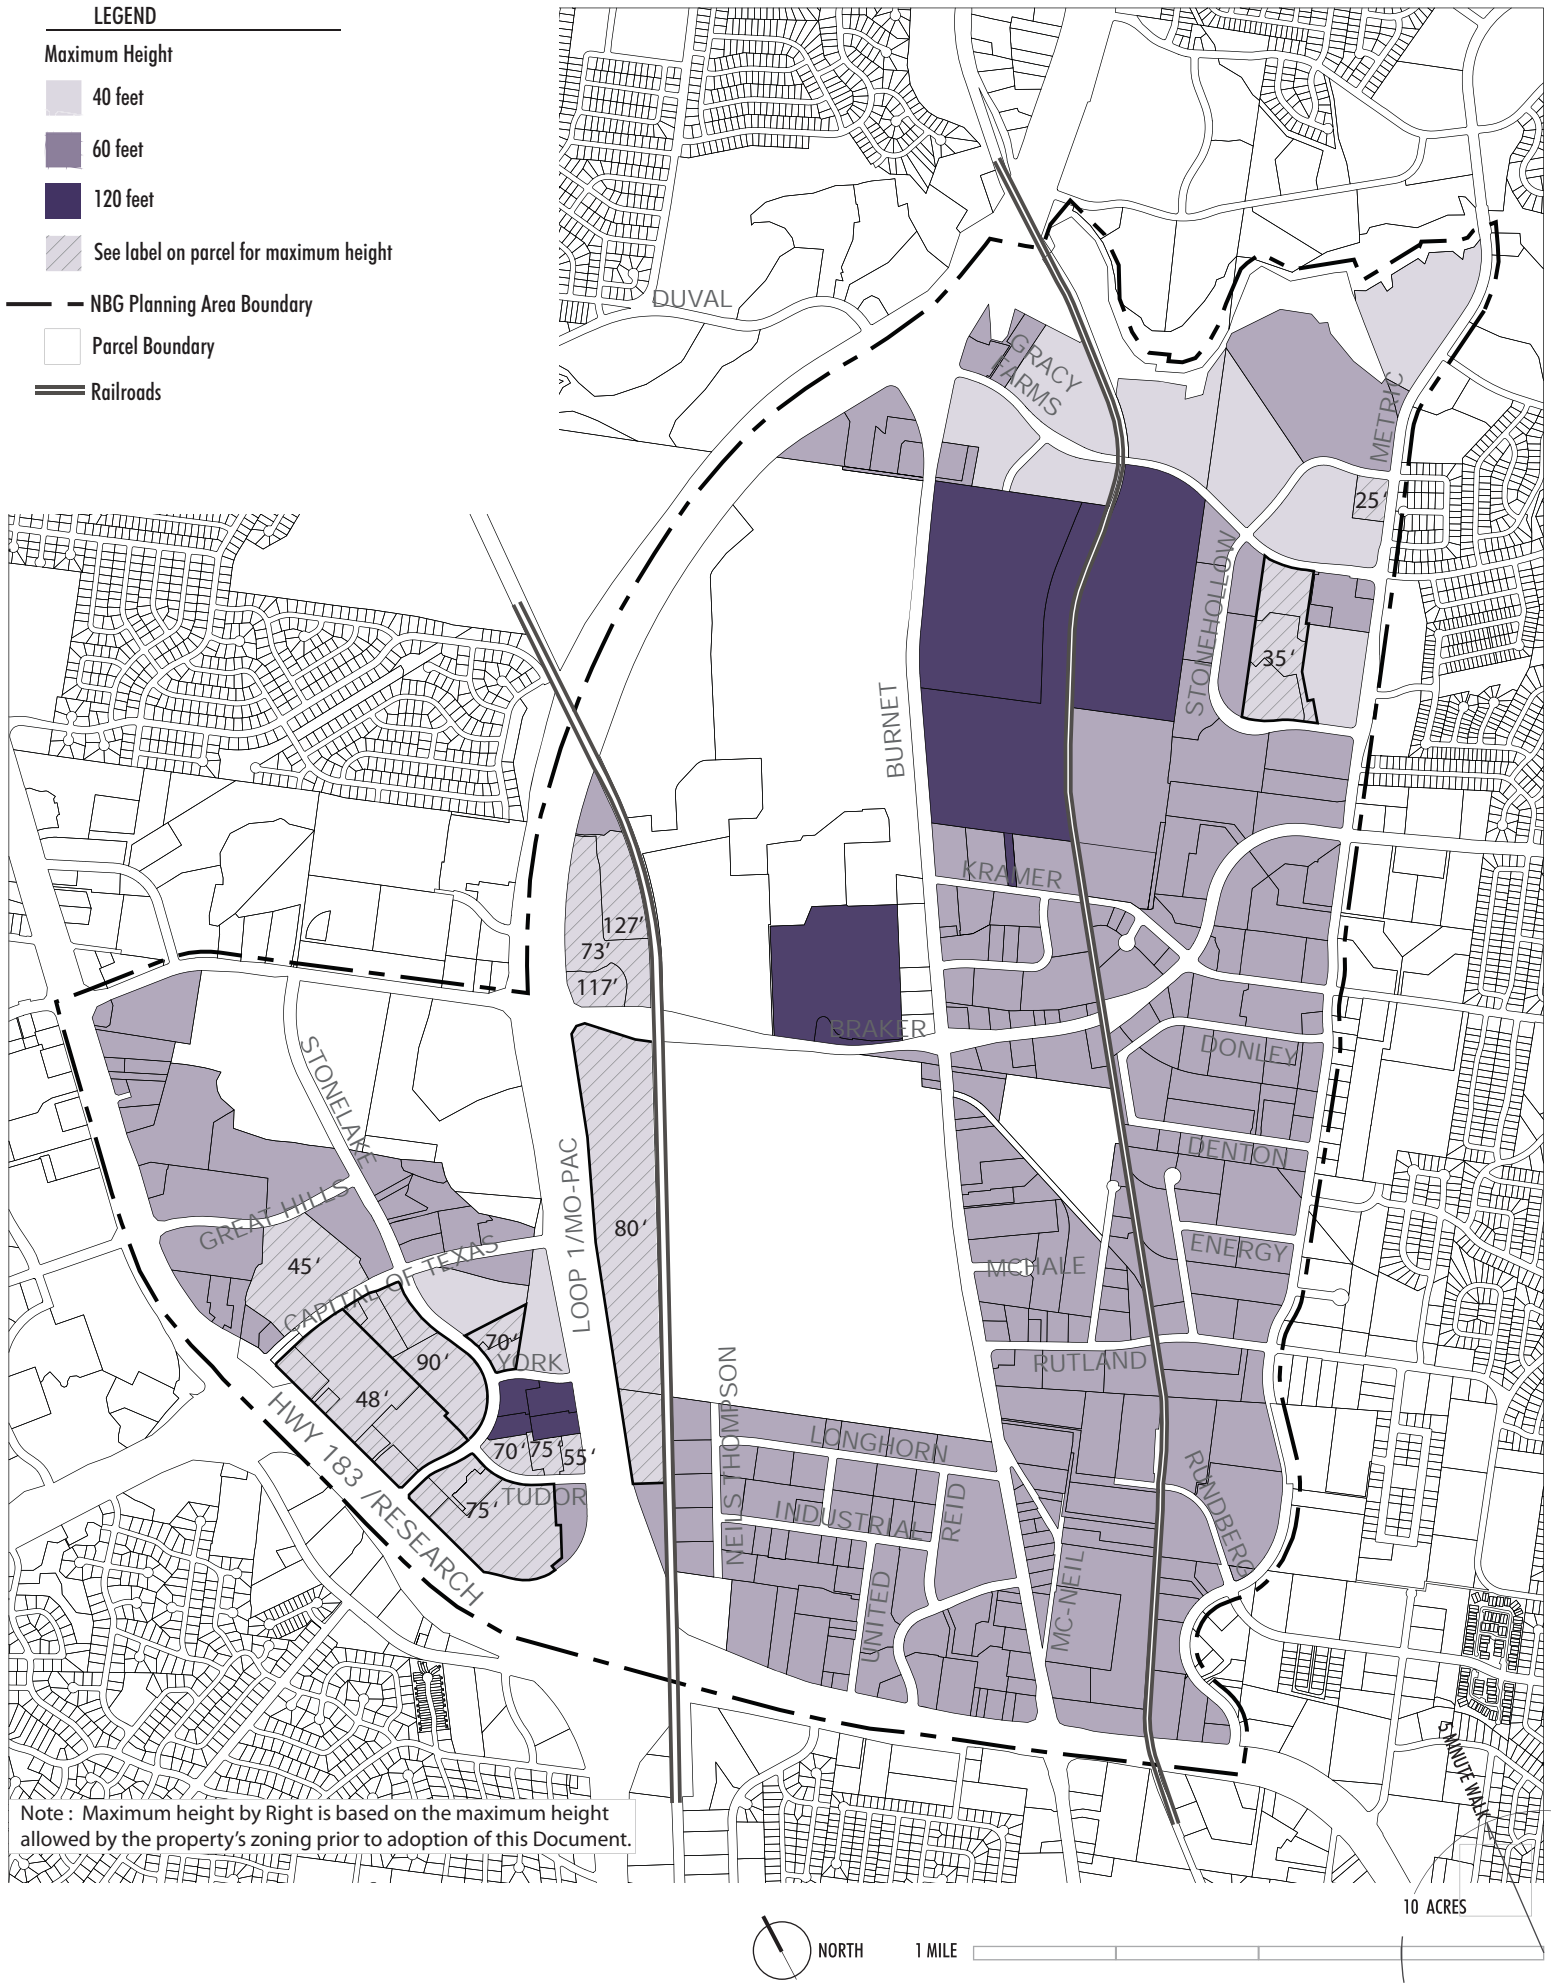 LEGEND
Maximum Height
40 feet
60 feet
120 feet
See label on parcel for maximum height
NBG Planning Area Boundary
Parcel Boundary
Railroads
DUVAL
GRACY
FARMS
METRIC
25'
STONEHOLLOW
35'
BURNET
KRAMER
127'
73'
117'
BRAKER
DONLEY
STONELAKE
DENTON
LOOP 1/MO-PAC
GREAT HILLS
80'
ENERGY
45'
CAPITAL OF TEXAS
MCHALE
70'
YORK
90'
RUTLAND
48'
HWY 183 /RESEARCH
NEILS THOMPSON
LONGHORN
70'
75'
55'
RUNDBERG
75'
TUDOR
INDUSTRIAL
REID
UNITED
MC-NEIL
5 MINUTE WALK
Note : Maximum height by Right is based on the maximum height
allowed by the property's zoning prior to adoption of this Document.
10 ACRES
NORTH
1 MILE